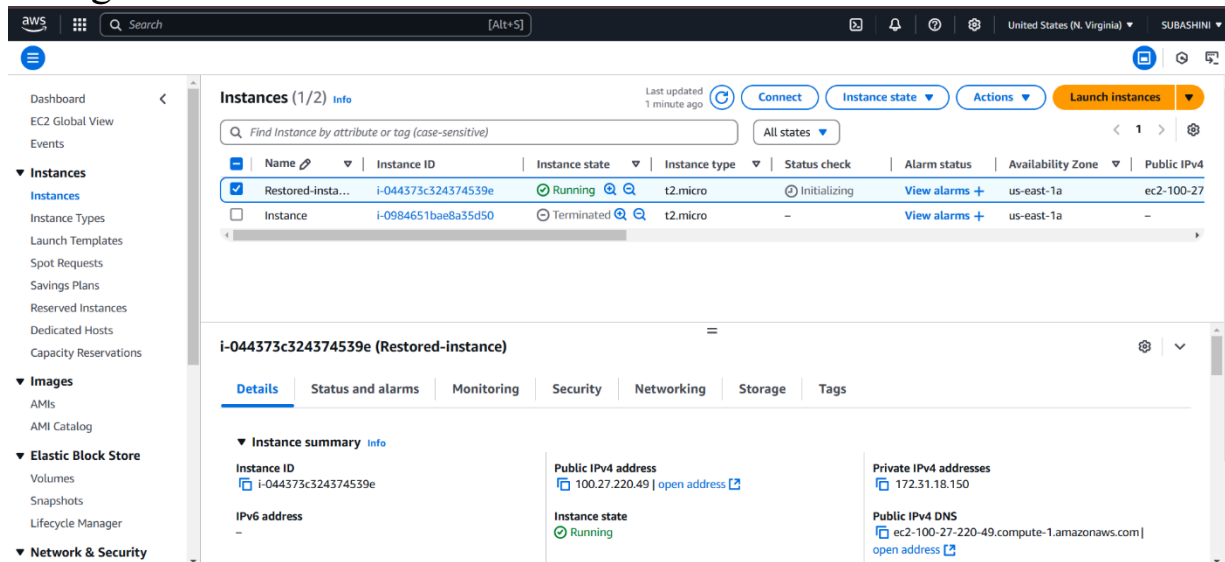 aws Search [Alt+S] United States (N. Virginia) SUBASHINI
Dashboard
EC2 Global View
Events
Instances
Instances
Instance Types
Launch Templates
Spot Requests
Savings Plans
Reserved Instances
Dedicated Hosts
Capacity Reservations
Images
AMIs
AMI Catalog
Elastic Block Store
Volumes
Snapshots
Lifecycle Manager
Network & Security
Instances (1/2) Info Last updated 1 minute ago Connect Instance state Actions Launch instances
Find Instance by attribute or tag (case-sensitive) All states 1
Name Instance ID Instance state Instance type Status check Alarm status Availability Zone Public IPv4
Restored-insta... i-044373c324374539e Running t2.micro Initializing View alarms + us-east-1a ec2-100-27
Instance i-0984651bae8a35d50 Terminated t2.micro – View alarms + us-east-1a –
i-044373c324374539e (Restored-instance)
Details Status and alarms Monitoring Security Networking Storage Tags
Instance summary Info
Instance ID
i-044373c324374539e
IPv6 address
–
Public IPv4 address
100.27.220.49 | open address
Instance state
Running
Private IPv4 addresses
172.31.18.150
Public IPv4 DNS
ec2-100-27-220-49.compute-1.amazonaws.com |
open address